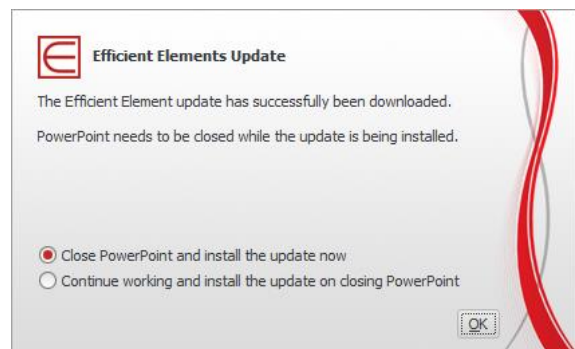 Efficient Elements Update
The Efficient Element update has successfully been downloaded.
PowerPoint needs to be closed while the update is being installed.
Close PowerPoint and install the update now
Continue working and install the update on closing PowerPoint
OK